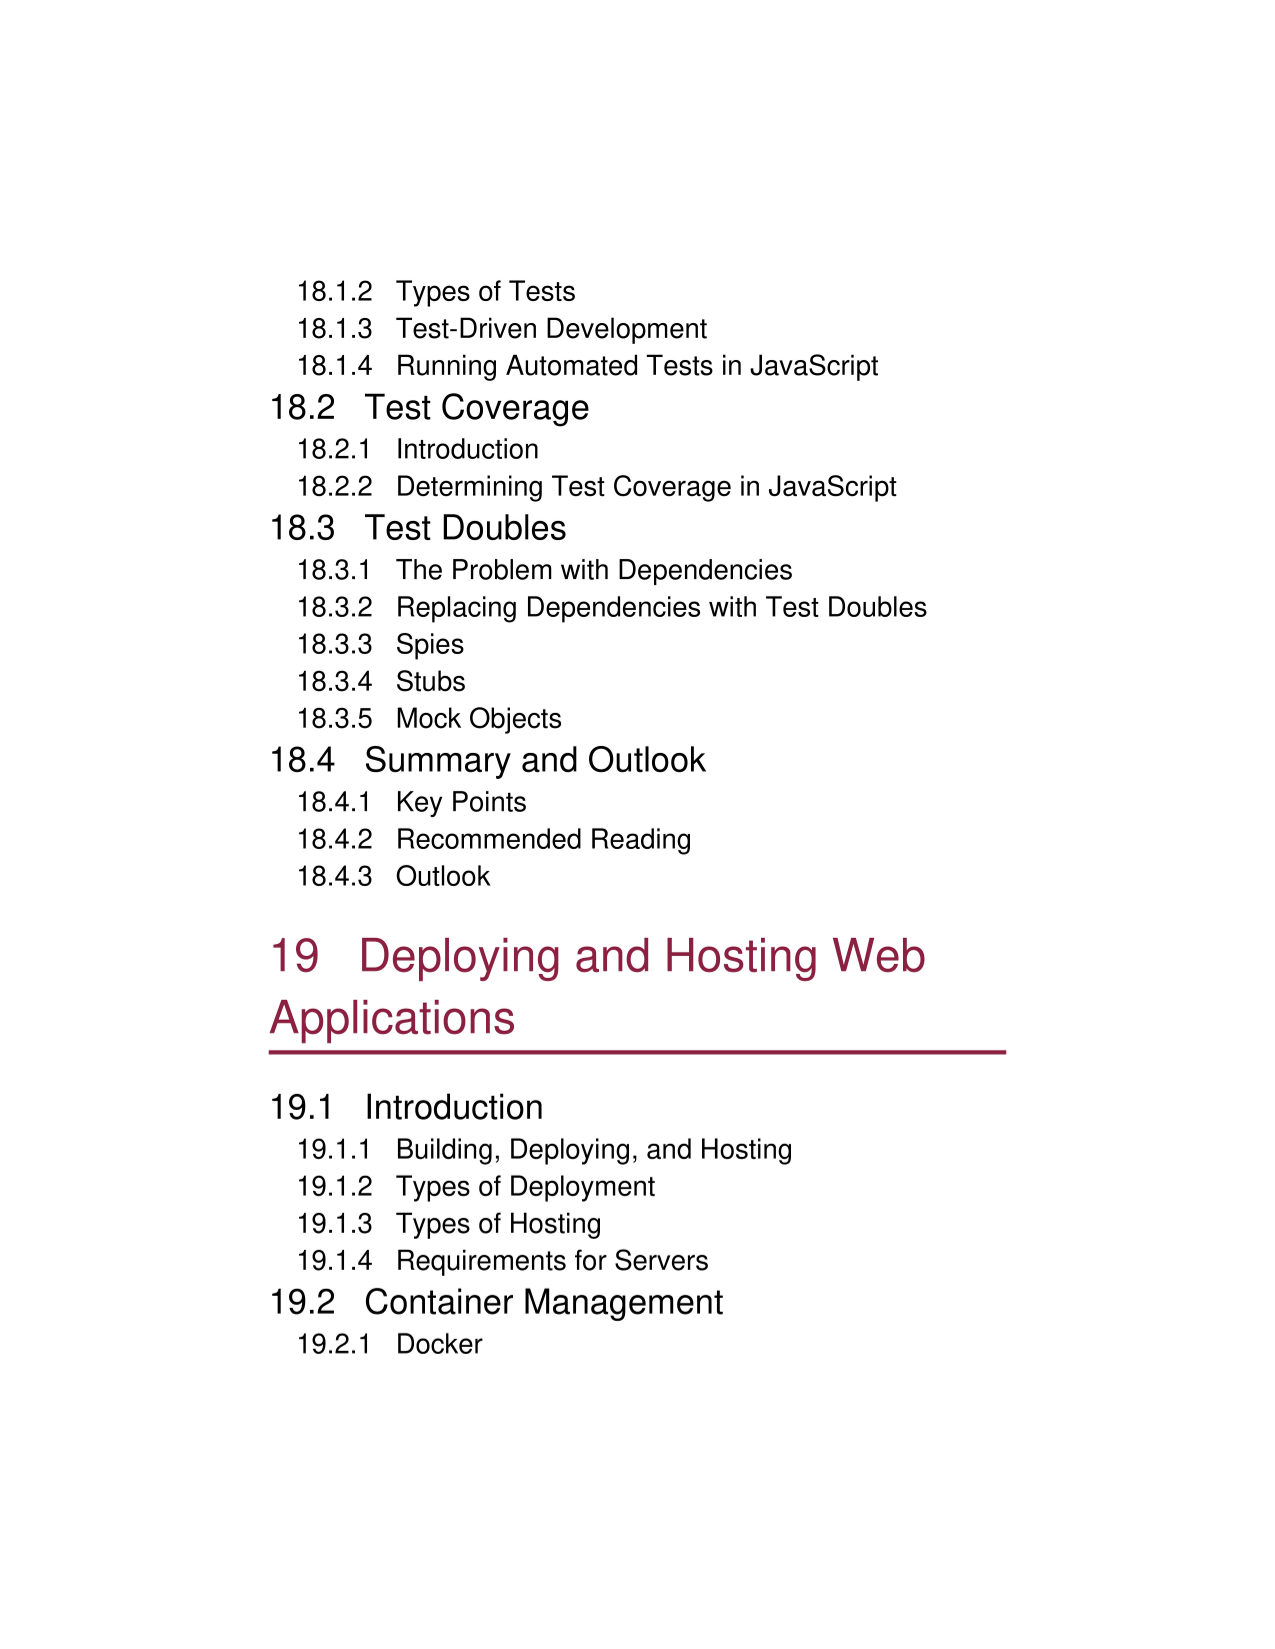 18.1.2 Types of Tests
18.1.3 Test-Driven Development
18.1.4 Running Automated Tests in JavaScript
18.2 Test Coverage
18.2.1 Introduction
18.2.2 Determining Test Coverage in JavaScript
18.3 Test Doubles
18.3.1 The Problem with Dependencies
18.3.2 Replacing Dependencies with Test Doubles
18.3.3 Spies
18.3.4 Stubs
18.3.5 Mock Objects
18.4 Summary and Outlook
18.4.1 Key Points
18.4.2 Recommended Reading
18.4.3 Outlook
19 Deploying and Hosting Web
Applications
19.1 Introduction
19.1.1 Building, Deploying, and Hosting
19.1.2 Types of Deployment
19.1.3 Types of Hosting
19.1.4 Requirements for Servers
19.2 Container Management
19.2.1 Docker